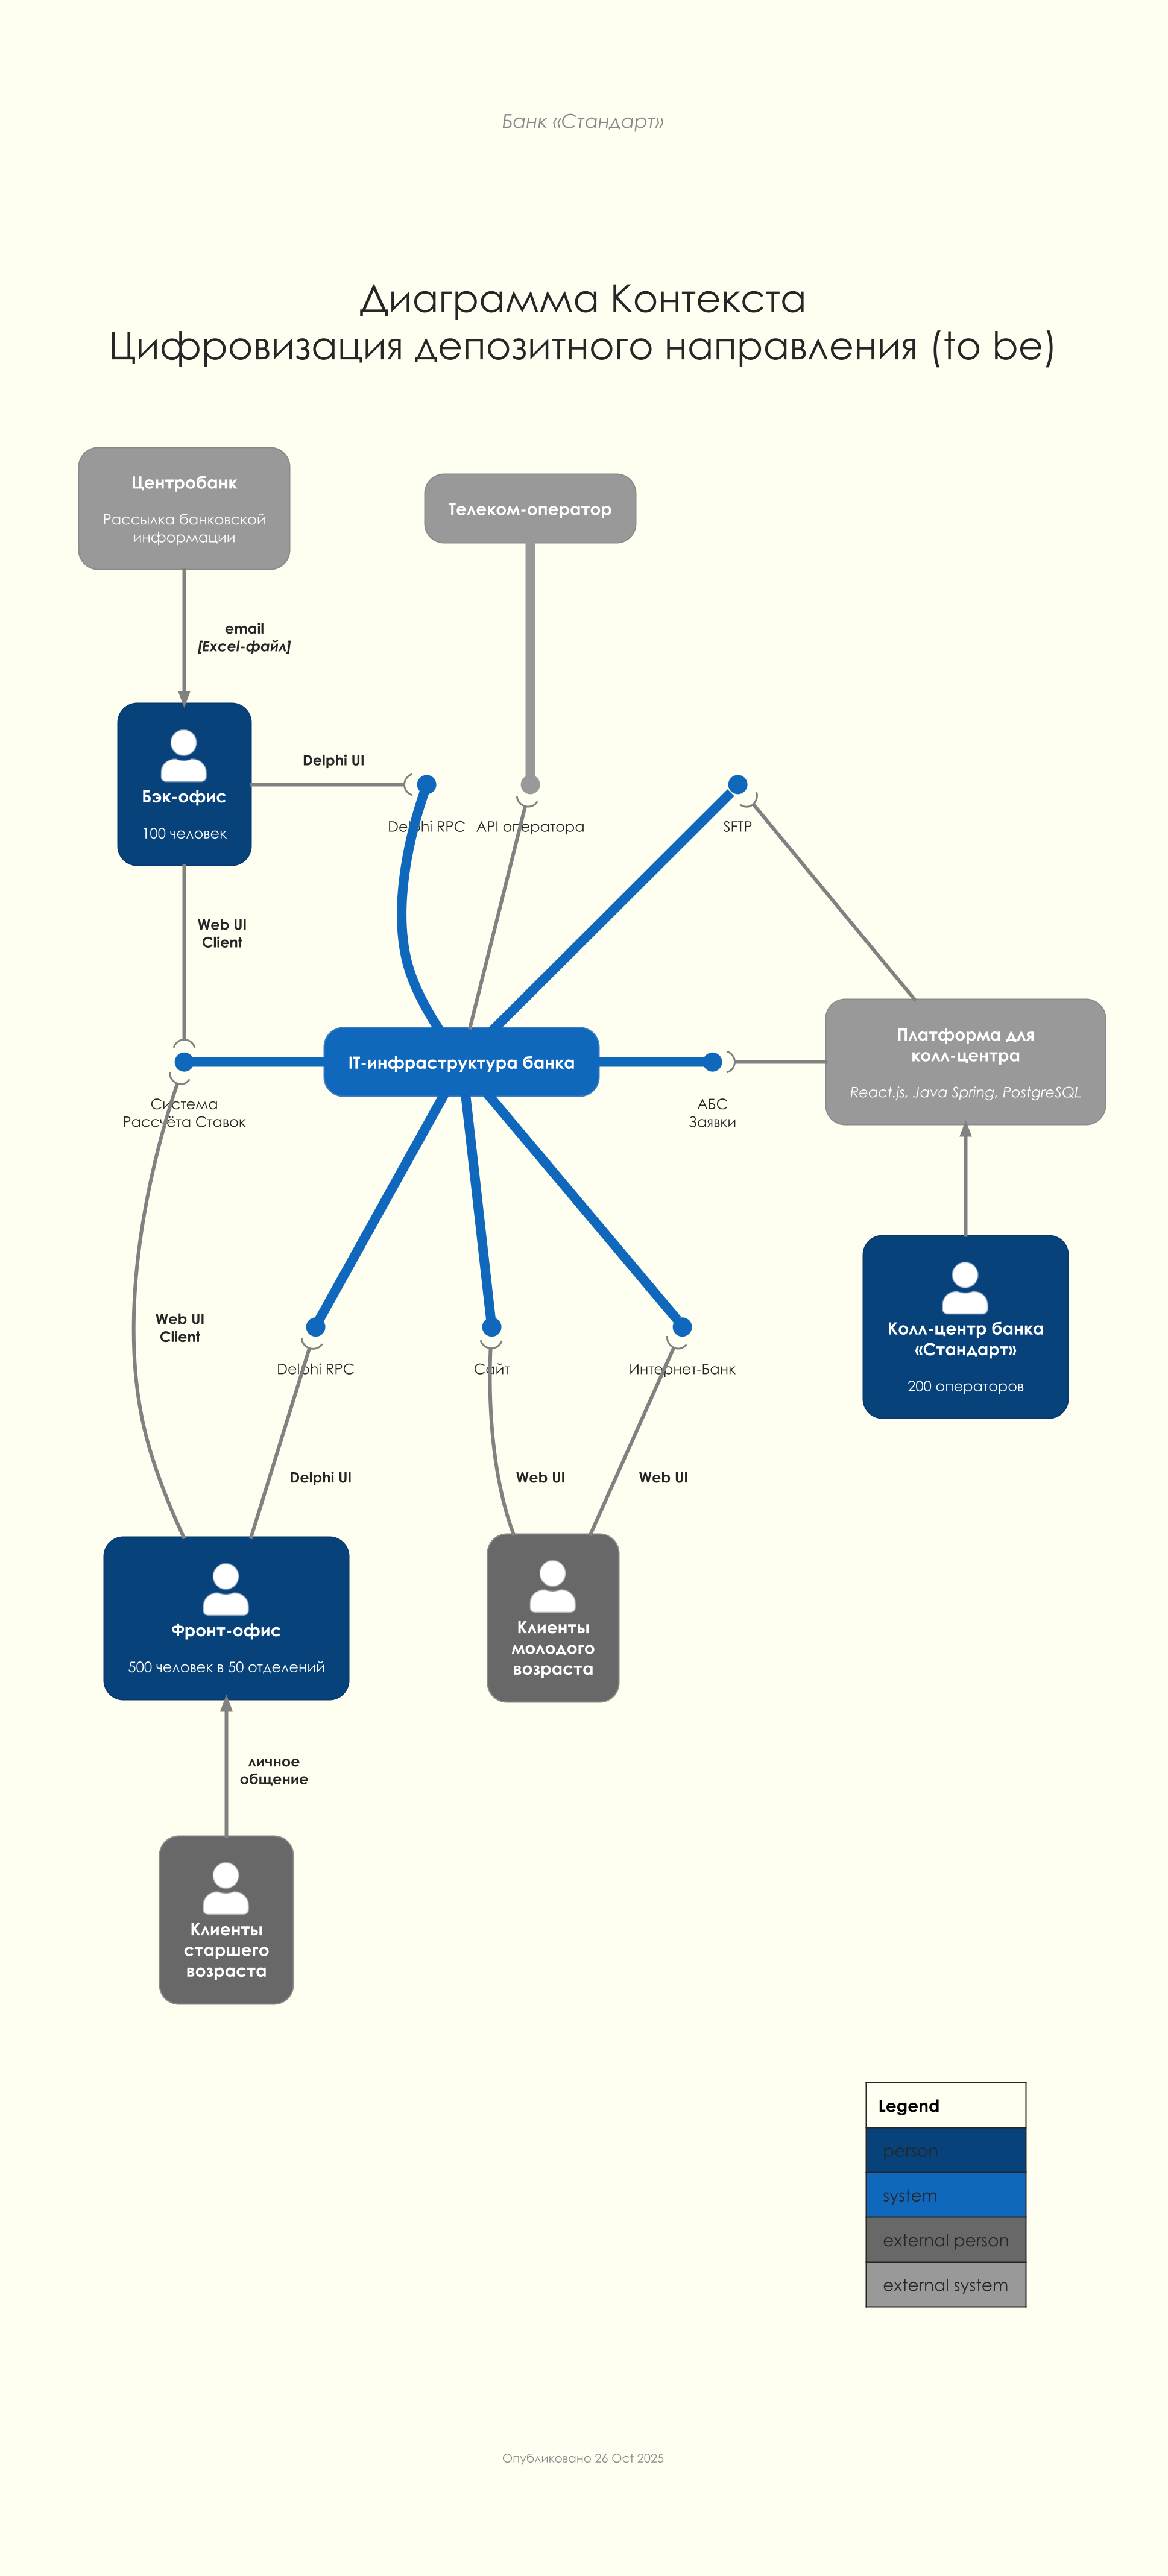 Банк «Стандарт»
Диаграмма Контекста
Цифровизация депозитного направления (to be)
Центробанк
Рассылка банковской
информации
Телеком-оператор
email
[Excel-файл]
Бэк-офис
100 человек
Delphi UI
Delphi RPC
API оператора
SFTP
Web UI
Client
IT-инфраструктура банка
Платформа для
колл-центра
React.js, Java Spring, PostgreSQL
Система
Рассчёта Ставок
АБС
Заявки
Колл-центр банка
«Стандарт»
200 операторов
Web UI
Client
Delphi RPC
Сайт
Интернет-Банк
Delphi UI
Web UI
Web UI
Фронт-офис
500 человек в 50 отделений
Клиенты
молодого
возраста
личное
общение
Клиенты
старшего
возраста
Legend
person
system
external person
external system
Опубликовано 26 Oct 2025